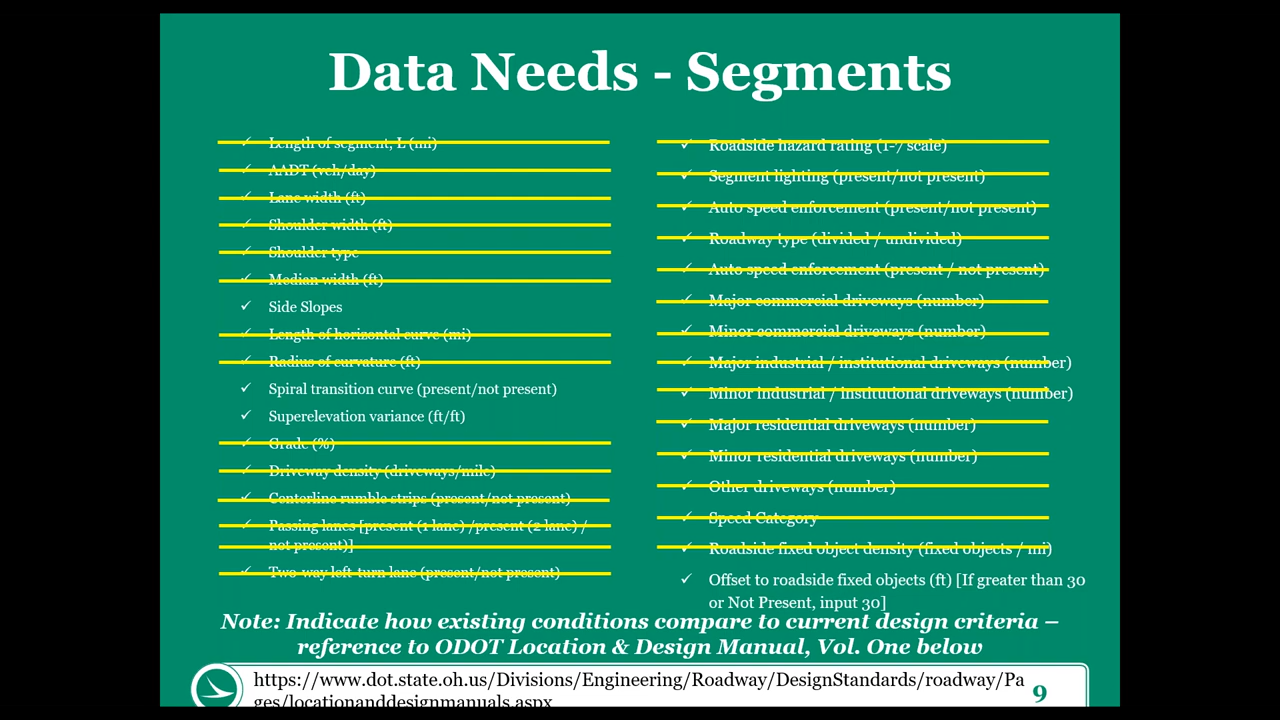 Data Needs - Segments
Length of segment, L (mi)
AADT (veh/day)
Lane width (ft)
Shoulder width (ft)
Shoulder type
Median width (ft)
Side Slopes
Length of horizontal curve (mi)
Radius of curvature (ft)
Spiral transition curve (present/not present)
Superelevation variance (ft/ft)
Grade (%)
Driveway density (driveways/mile)
Centerline rumble strips (present/not present)
Passing lanes [present (1 lane) /present (2 lane) /
not present)]
Two-way left-turn lane (present/not present)
Roadside hazard rating (1-7 scale)
Segment lighting (present/not present)
Auto speed enforcement (present/not present)
Roadway type (divided / undivided)
Auto speed enforcement (present / not present)
Major commercial driveways (number)
Minor commercial driveways (number)
Major industrial / institutional driveways (number)
Minor industrial / institutional driveways (number)
Major residential driveways (number)
Minor residential driveways (number)
Other driveways (number)
Speed Category
Roadside fixed object density (fixed objects / mi)
Offset to roadside fixed objects (ft) [If greater than 30
or Not Present, input 30]
Note: Indicate how existing conditions compare to current design criteria –
reference to ODOT Location & Design Manual, Vol. One below
https://www.dot.state.oh.us/Divisions/Engineering/Roadway/DesignStandards/roadway/Pa
ges/locationanddesignmanuals.aspx
9